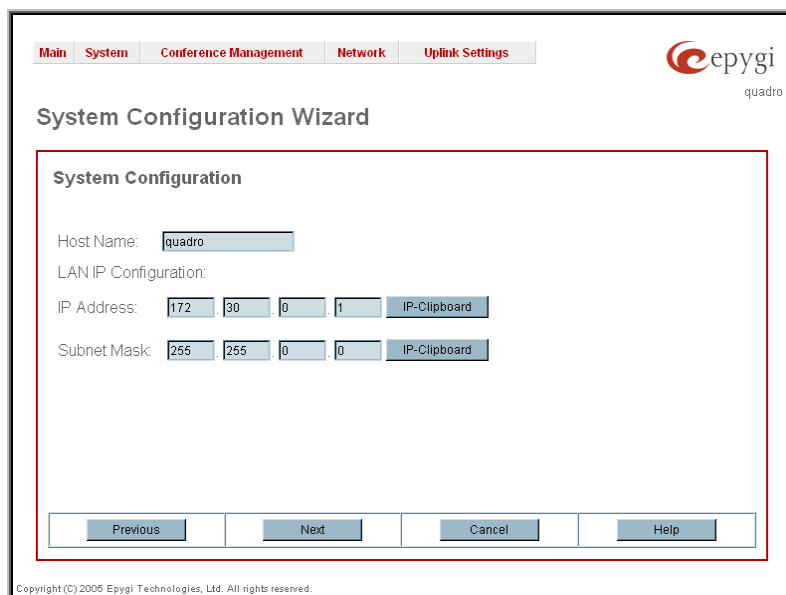 Main System Conference Management Network Uplink Settings
epygi
quadro
System Configuration Wizard
System Configuration
Host Name: quadro
LAN IP Configuration:
IP Address: 172 . 30 . 0 . 1 IP-Clipboard
Subnet Mask: 255 . 255 . 0 . 0 IP-Clipboard
Previous Next Cancel Help
Copyright (C) 2005 Epygi Technologies, Ltd. All rights reserved.